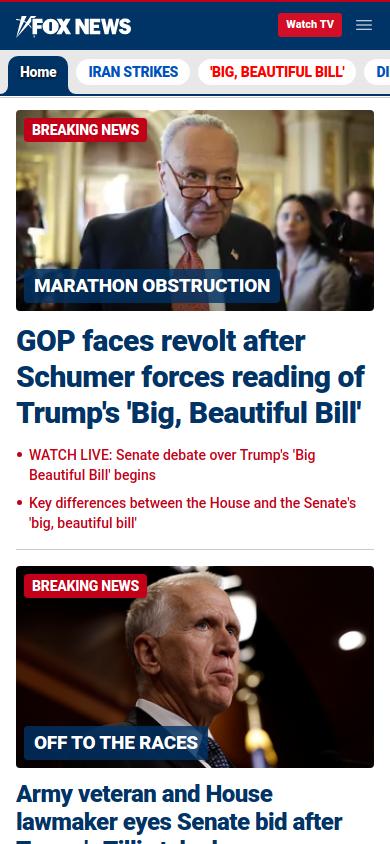 FOX NEWS
Watch TV
Home
IRAN STRIKES
'BIG, BEAUTIFUL BILL'
DI
BREAKING NEWS
MARATHON OBSTRUCTION
GOP faces revolt after
Schumer forces reading of
Trump's 'Big, Beautiful Bill'
WATCH LIVE: Senate debate over Trump's 'Big
Beautiful Bill' begins
Key differences between the House and the Senate's
'big, beautiful bill'
BREAKING NEWS
OFF TO THE RACES
Army veteran and House
lawmaker eyes Senate bid after